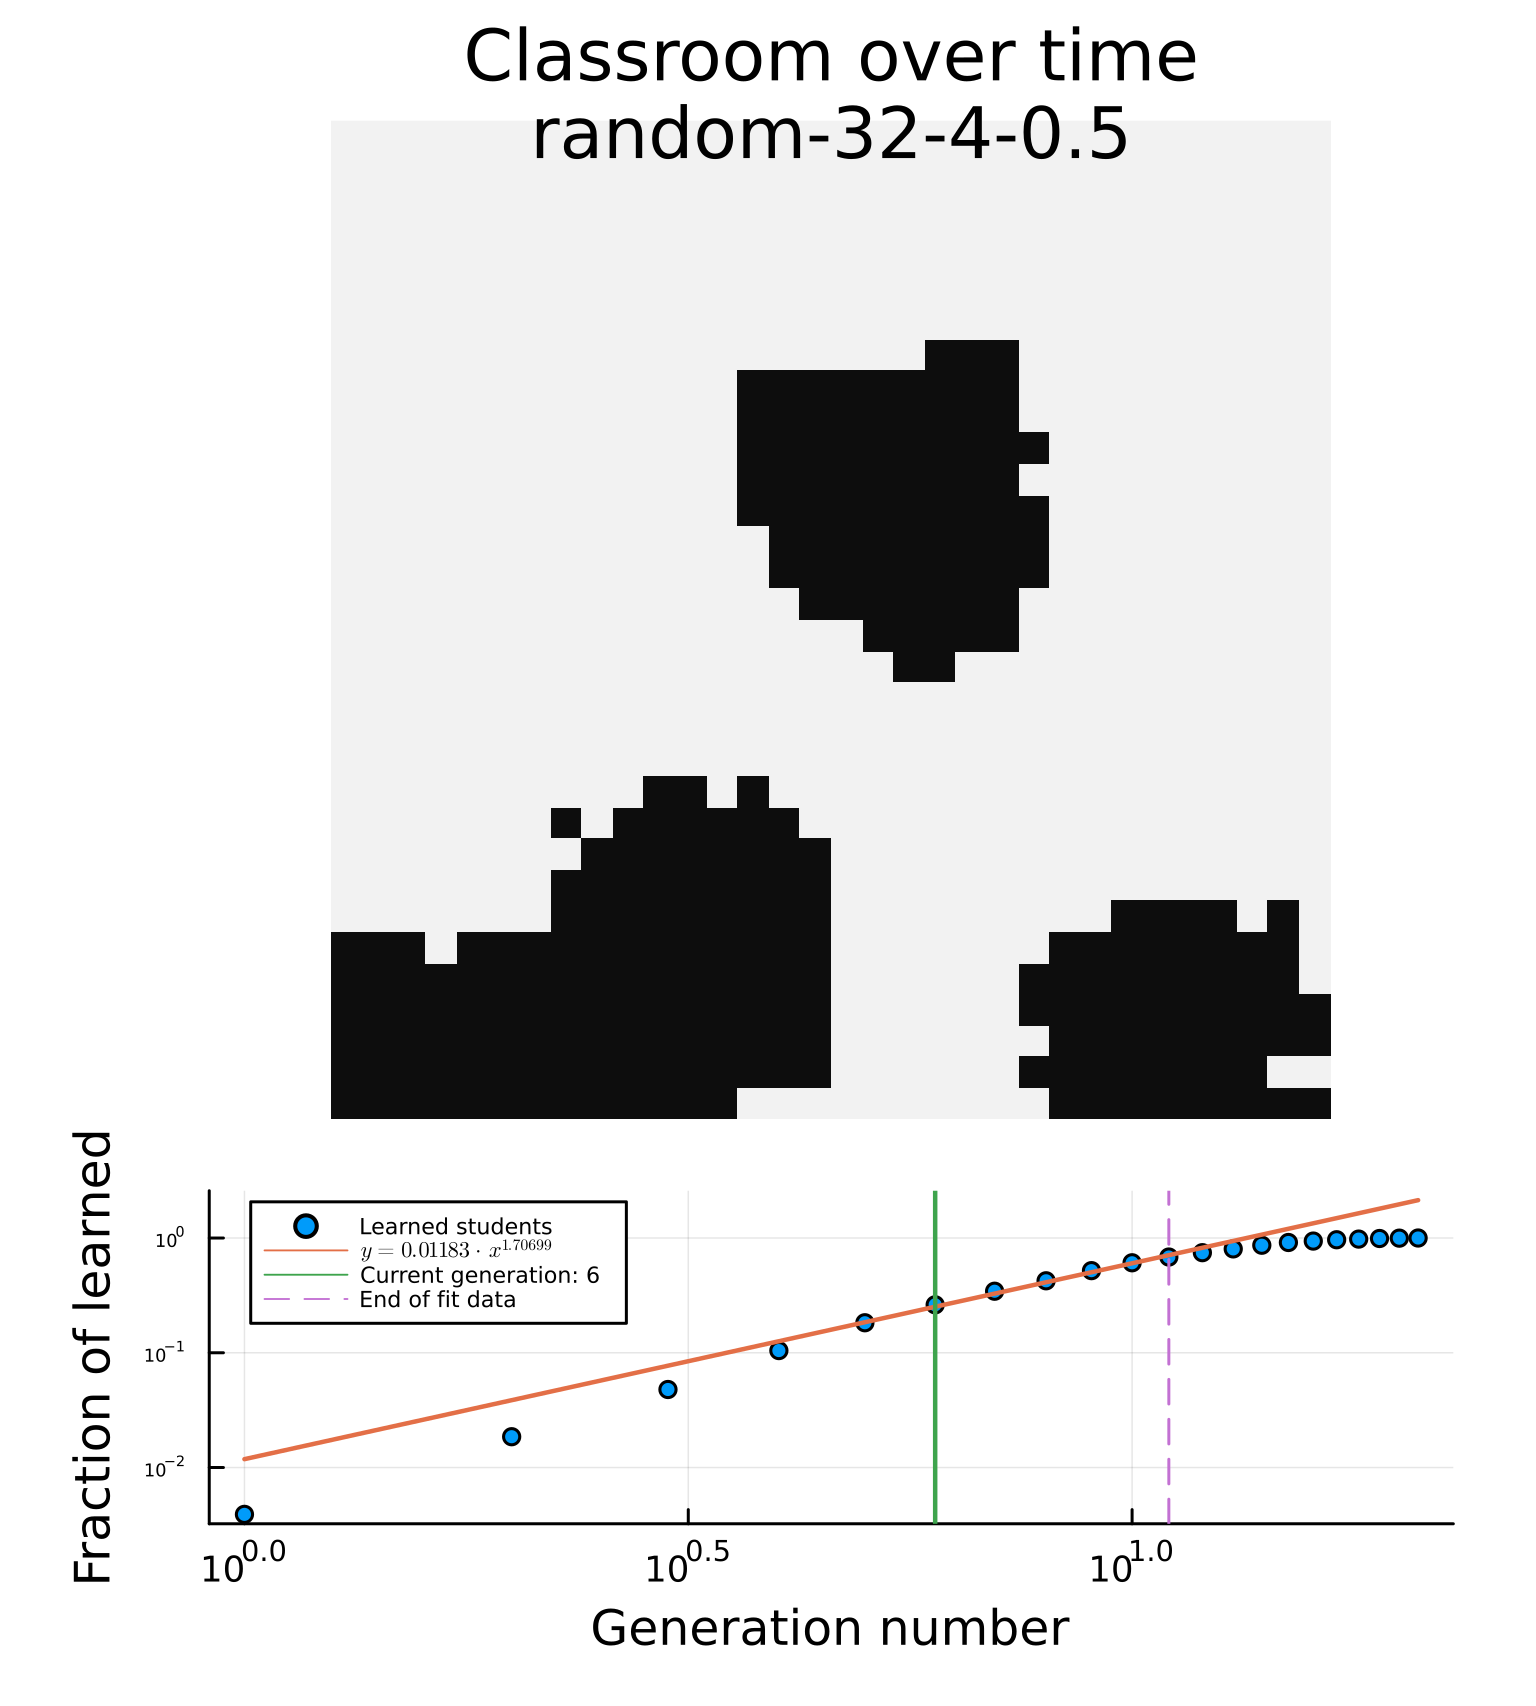 Classroom over time
random-32-4-0.5
Fraction of learned
10^0
10^−1
10^−2
Learned students
y = 0.01183 · x^1.70699
Current generation: 6
End of fit data
10^0.0
10^0.5
10^1.0
Generation number